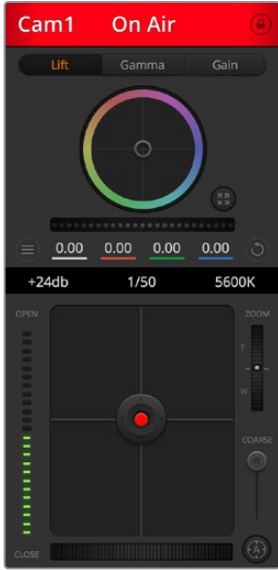 Cam1 On Air
Lift Gamma Gain
0.00 0.00 0.00 0.00
+24db 1/50 5600K
OPEN ZOOM
T
W
COARSE
CLOSE A